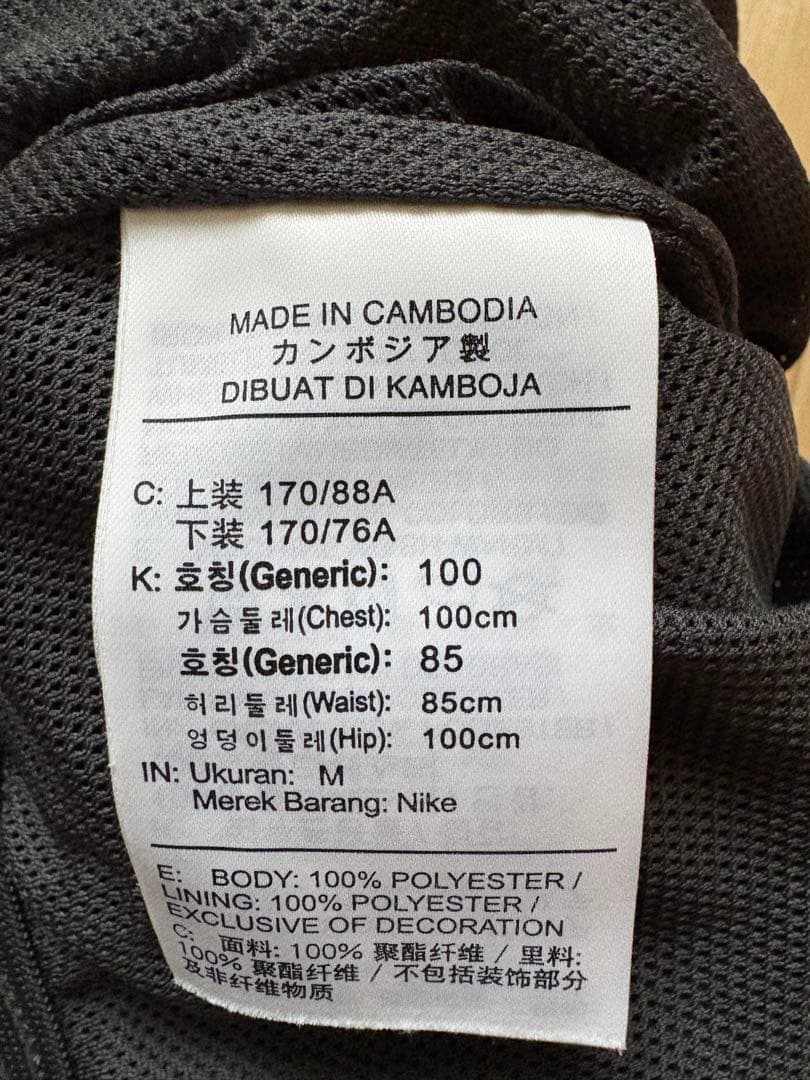 MADE IN CAMBODIA
カンボジア製
DIBUAT DI KAMBOJA
C: 上装 170/88A
下装 170/76A
K: 호칭(Generic): 100
가슴둘레(Chest): 100cm
호칭(Generic): 85
허리둘레(Waist): 85cm
엉덩이둘레(Hip): 100cm
IN: Ukuran: M
Merek Barang: Nike
E: BODY: 100% POLYESTER /
LINING: 100% POLYESTER /
EXCLUSIVE OF DECORATION
C: 面料: 100% 聚酯纤维 / 里料:
100% 聚酯纤维 / 不包括装饰部分
及非纤维物质